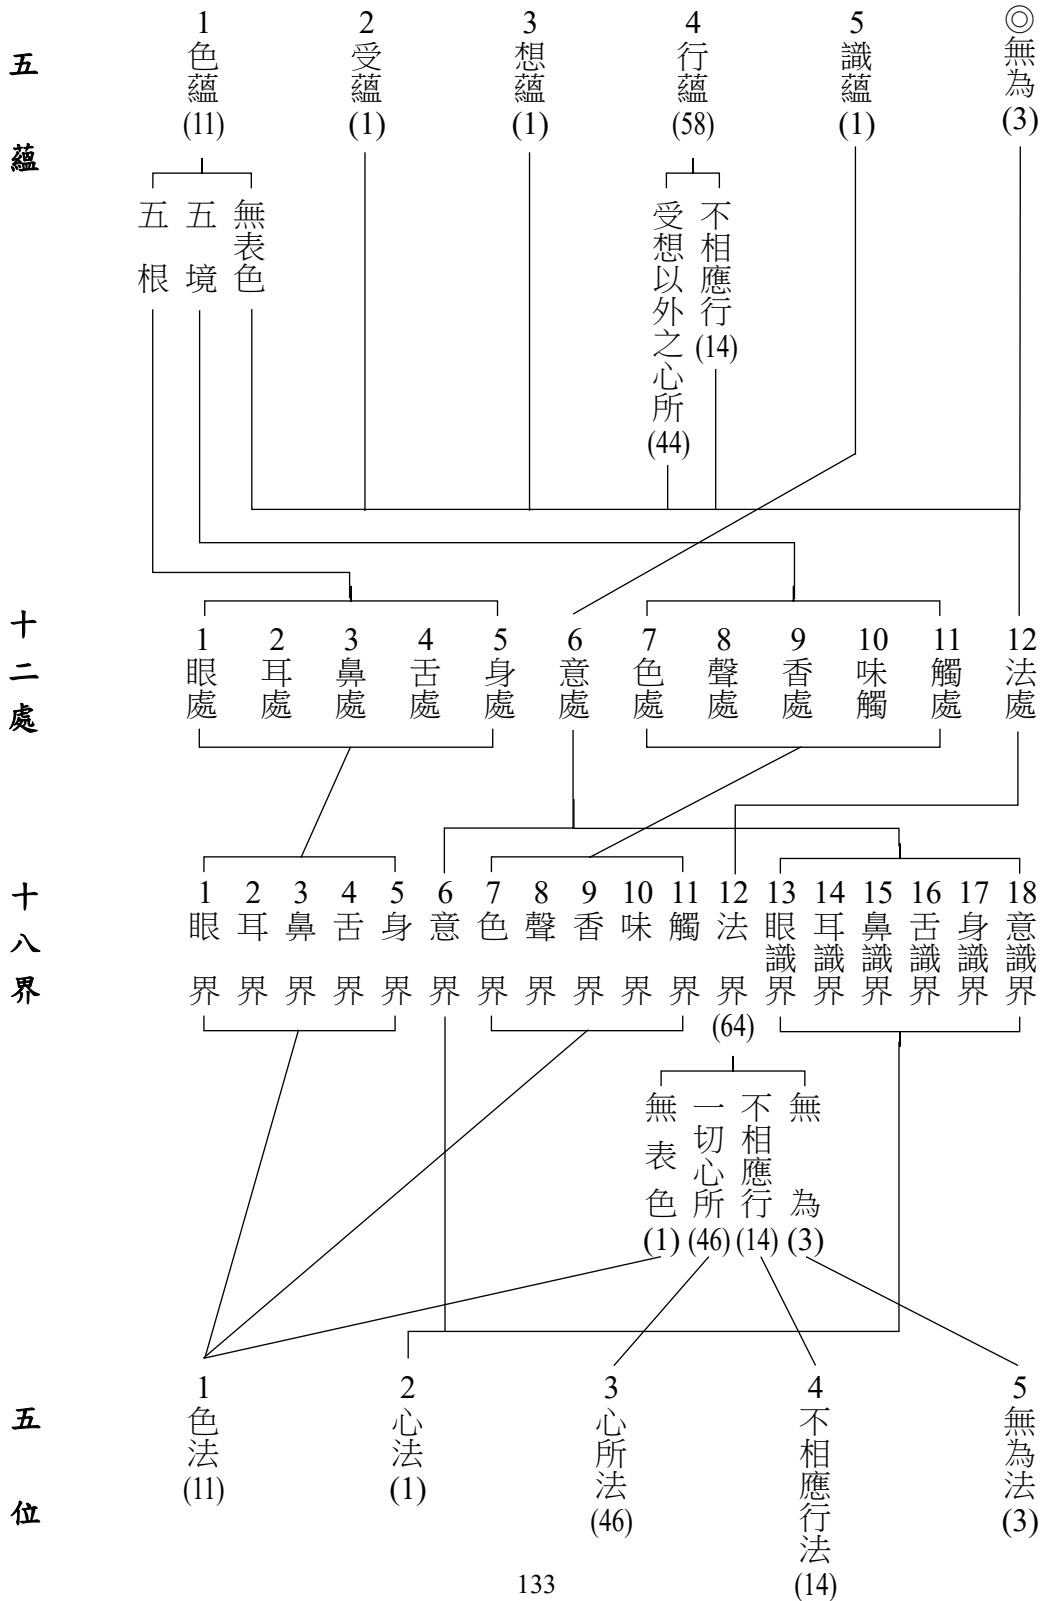 五蘊
1 色蘊 (11)
2 受蘊 (1)
3 想蘊 (1)
4 行蘊 (58)
5 識蘊 (1)
◎無為 (3)
五根
五境
無表色
受想以外之心所 (44)
不相應行 (14)
十二處
1 眼處
2 耳處
3 鼻處
4 舌處
5 身處
6 意處
7 色處
8 聲處
9 香處
10 味觸
11 觸處
12 法處
十八界
1 眼界
2 耳界
3 鼻界
4 舌界
5 身界
6 意界
7 色界
8 聲界
9 香界
10 味界
11 觸界
12 法界 (64)
13 眼識界
14 耳識界
15 鼻識界
16 舌識界
17 身識界
18 意識界
無表色 (1)
一切心所 (46)
不相應行 (14)
無為 (3)
五位
1 色法 (11)
2 心法 (1)
3 心所法 (46)
4 不相應行法 (14)
5 無為法 (3)
133